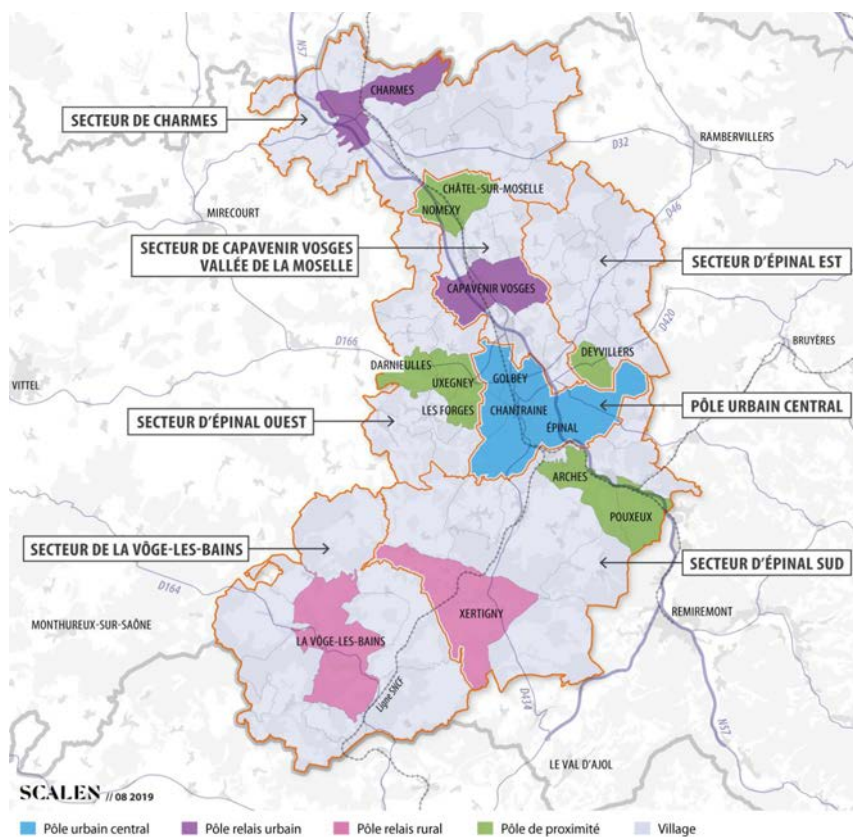 N57
CHARMES
SECTEUR DE CHARMES
D32
RAMBERVILLERS
CHÂTEL-SUR-MOSELLE
NOMEXY
MIRECOURT
D46
SECTEUR DE CAPAVENIR VOSGES
VALLÉE DE LA MOSELLE
SECTEUR D'ÉPINAL EST
CAPAVENIR VOSGES
D420
BRUYÈRES
D166
DEYVILLERS
DARNIEULLES
GOLBEY
VITTEL
UXEGNEY
LES FORGES
CHANTRAINE
PÔLE URBAIN CENTRAL
SECTEUR D'ÉPINAL OUEST
ÉPINAL
ARCHES
POUXEUX
SECTEUR DE LA VÔGE-LES-BAINS
SECTEUR D'ÉPINAL SUD
D164
XERTIGNY
REMIREMONT
MONTHUREUX-SUR-SAÔNE
LA VÔGE-LES-BAINS
Ligne SNCF
D434
N57
LE VAL D'AJOL
SCALEN // 08 2019
Pôle urbain central Pôle relais urbain Pôle relais rural Pôle de proximité Village